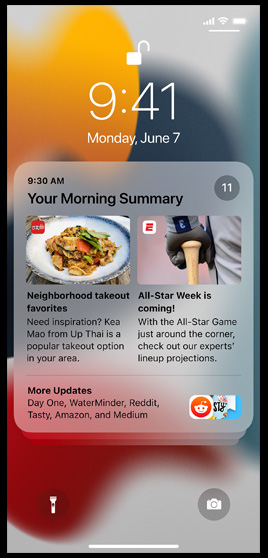 9:41
Monday, June 7
9:30 AM
Your Morning Summary
11
Neighborhood takeout
favorites
Need inspiration? Kea
Mao from Up Thai is a
popular takeout option
in your area.
All-Star Week is
coming!
With the All-Star Game
just around the corner,
check out our experts'
lineup projections.
More Updates
Day One, WaterMinder, Reddit,
Tasty, Amazon, and Medium